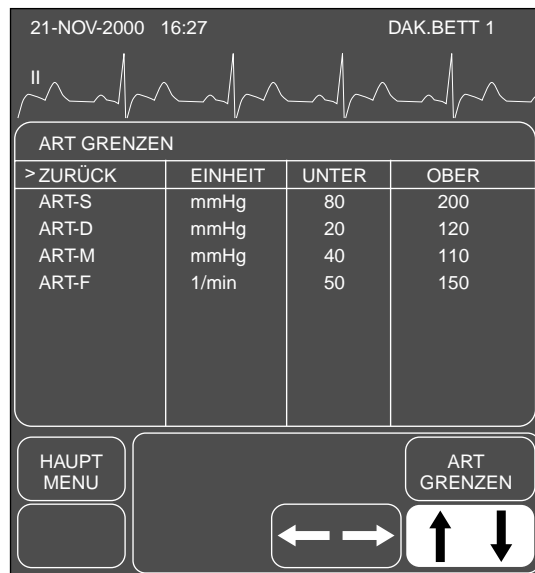 21-NOV-2000 16:27 DAK.BETT 1
II
ART GRENZEN
>ZURÜCK EINHEIT UNTER OBER
ART-S mmHg 80 200
ART-D mmHg 20 120
ART-M mmHg 40 110
ART-F 1/min 50 150
HAUPT
MENU
ART
GRENZEN